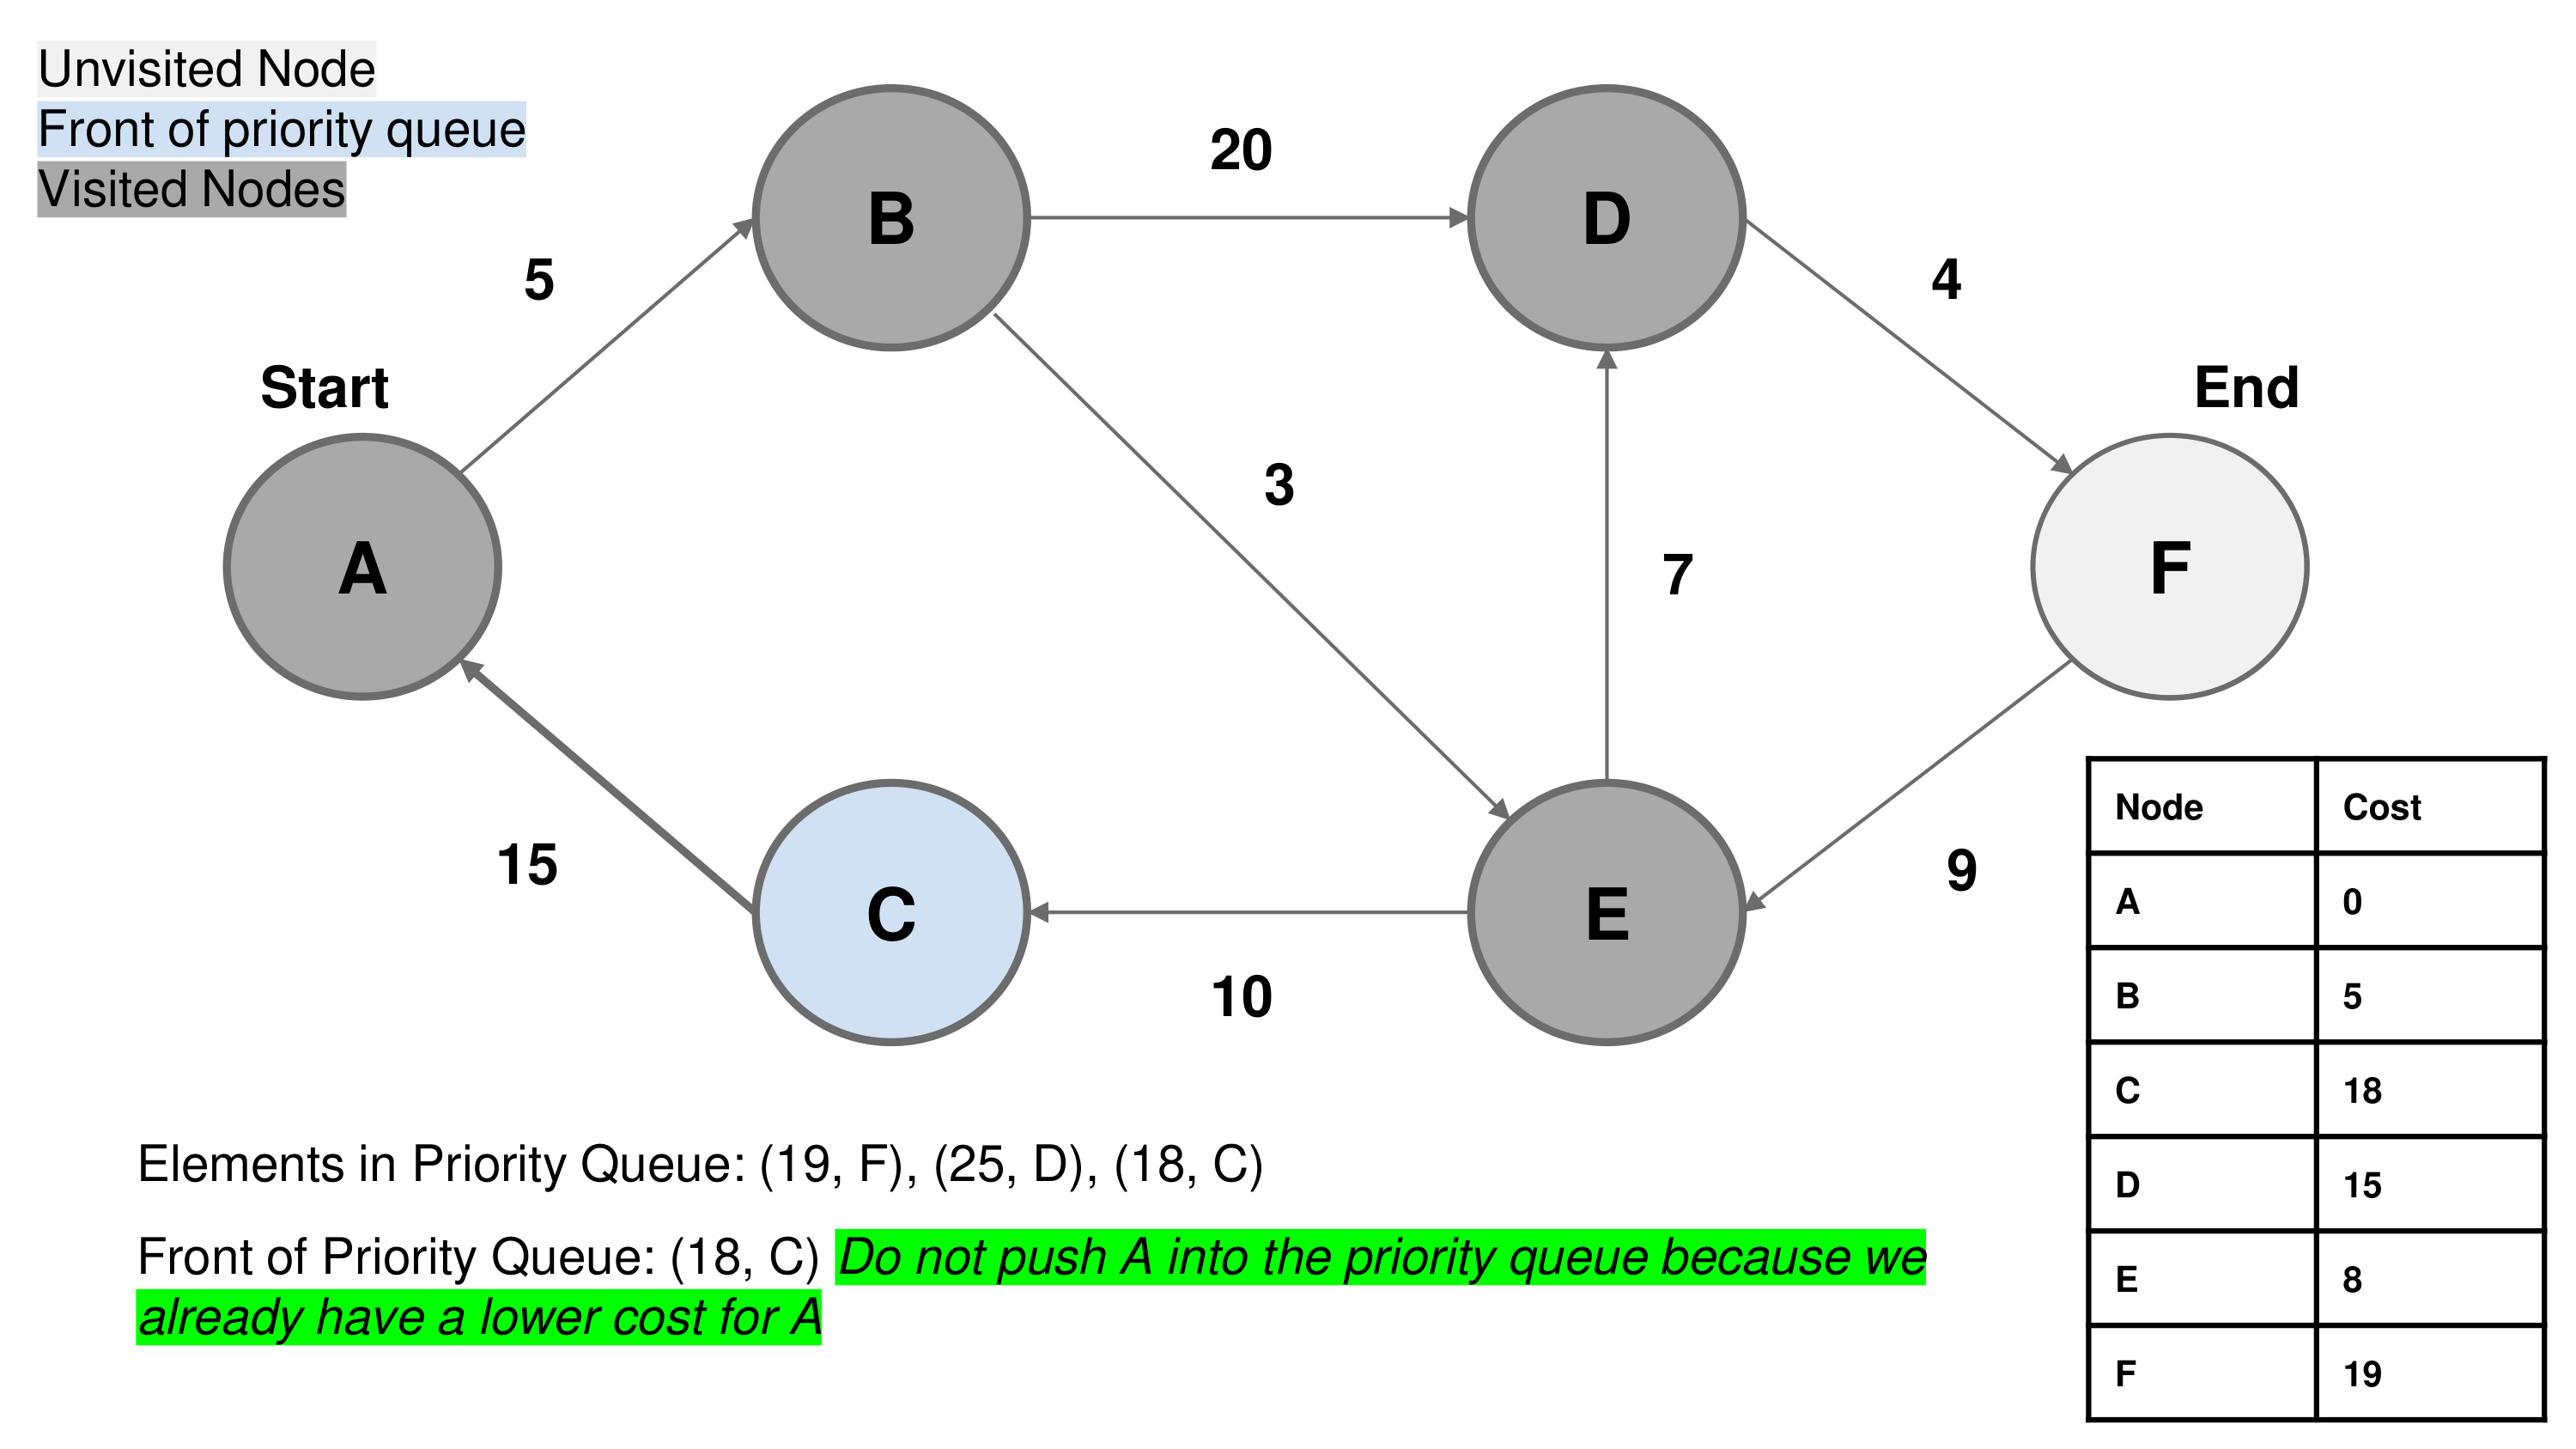 Unvisited Node
Front of priority queue
Visited Nodes
B
20
D
5
4
Start
End
3
A
7
F
15
C
10
E
9
Node Cost
A 0
B 5
C 18
D 15
E 8
F 19
Elements in Priority Queue: (19, F), (25, D), (18, C)
Front of Priority Queue: (18, C) Do not push A into the priority queue because we
already have a lower cost for A